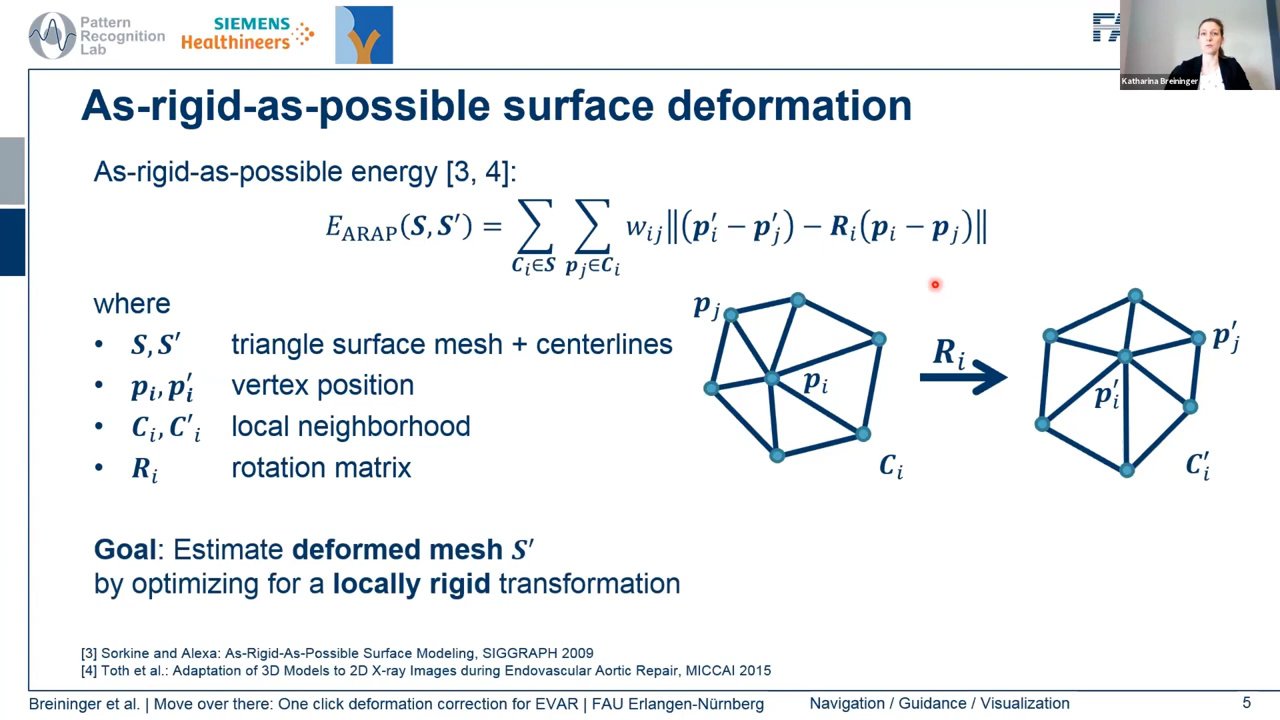 Pattern
Recognition
Lab
SIEMENS
Healthineers
Katharina Breininger
As-rigid-as-possible surface deformation
As-rigid-as-possible energy [3, 4]:
E_ARAP(S, S′) = ∑_{C_i∈S} ∑_{p_j∈C_i} w_ij ‖(p′_i − p′_j) − R_i(p_i − p_j)‖
where
• S, S′ triangle surface mesh + centerlines
• p_i, p′_i vertex position
• C_i, C′_i local neighborhood
• R_i rotation matrix
p_j
p_i
C_i
R_i
p′_j
p′_i
C′_i
Goal: Estimate deformed mesh S′
by optimizing for a locally rigid transformation
[3] Sorkine and Alexa: As-Rigid-As-Possible Surface Modeling, SIGGRAPH 2009
[4] Toth et al.: Adaptation of 3D Models to 2D X-ray Images during Endovascular Aortic Repair, MICCAI 2015
Breininger et al. | Move over there: One click deformation correction for EVAR | FAU Erlangen-Nürnberg
Navigation / Guidance / Visualization
5